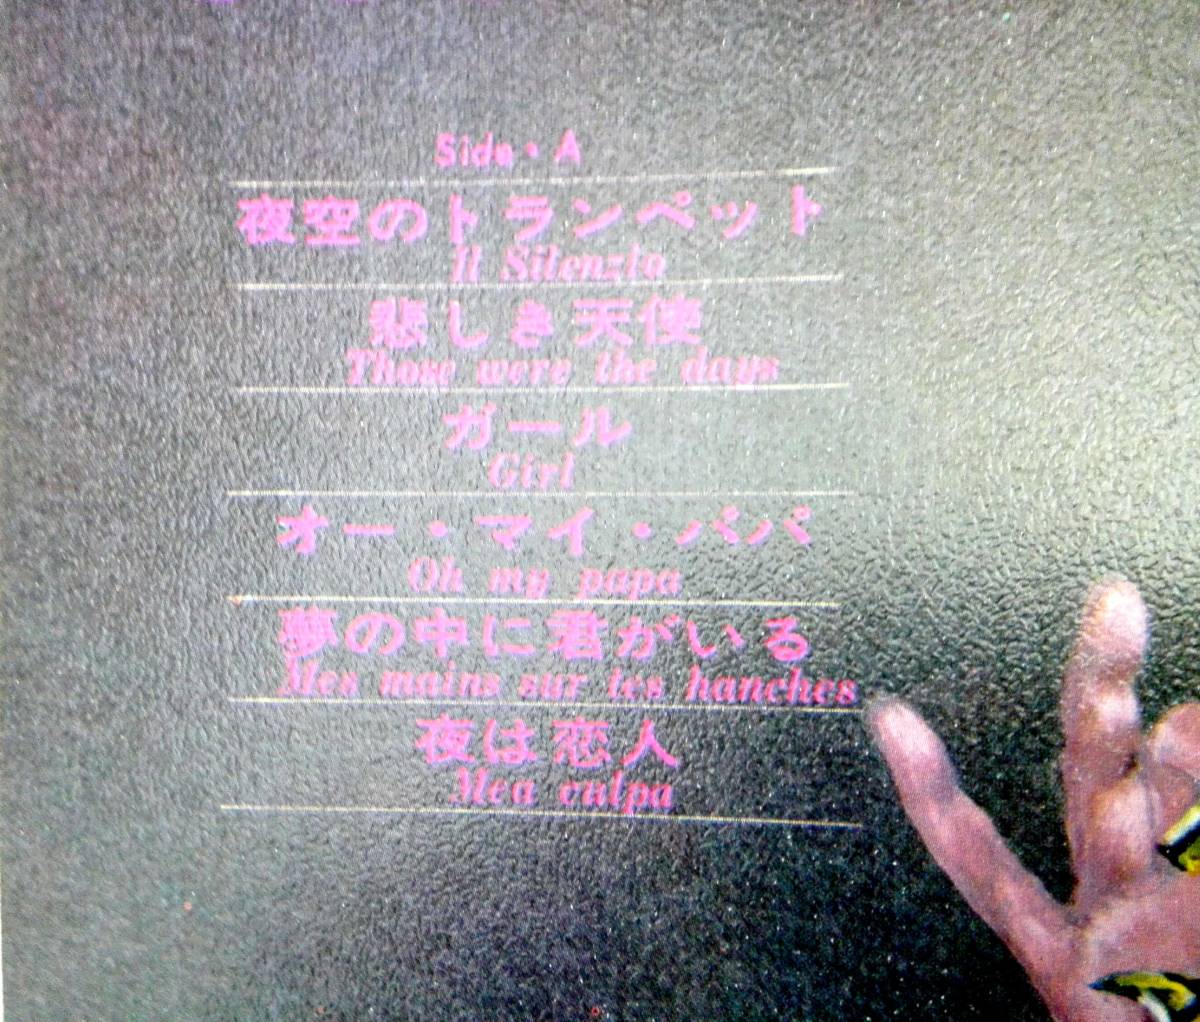 Side・A
夜空のトランペット
Il Silenzio
悲しき天使
Those were the days
ガール
Girl
オー・マイ・パパ
Oh my papa
夢の中に君がいる
Mes mains sur tes hanches
夜は恋人
Mea culpa